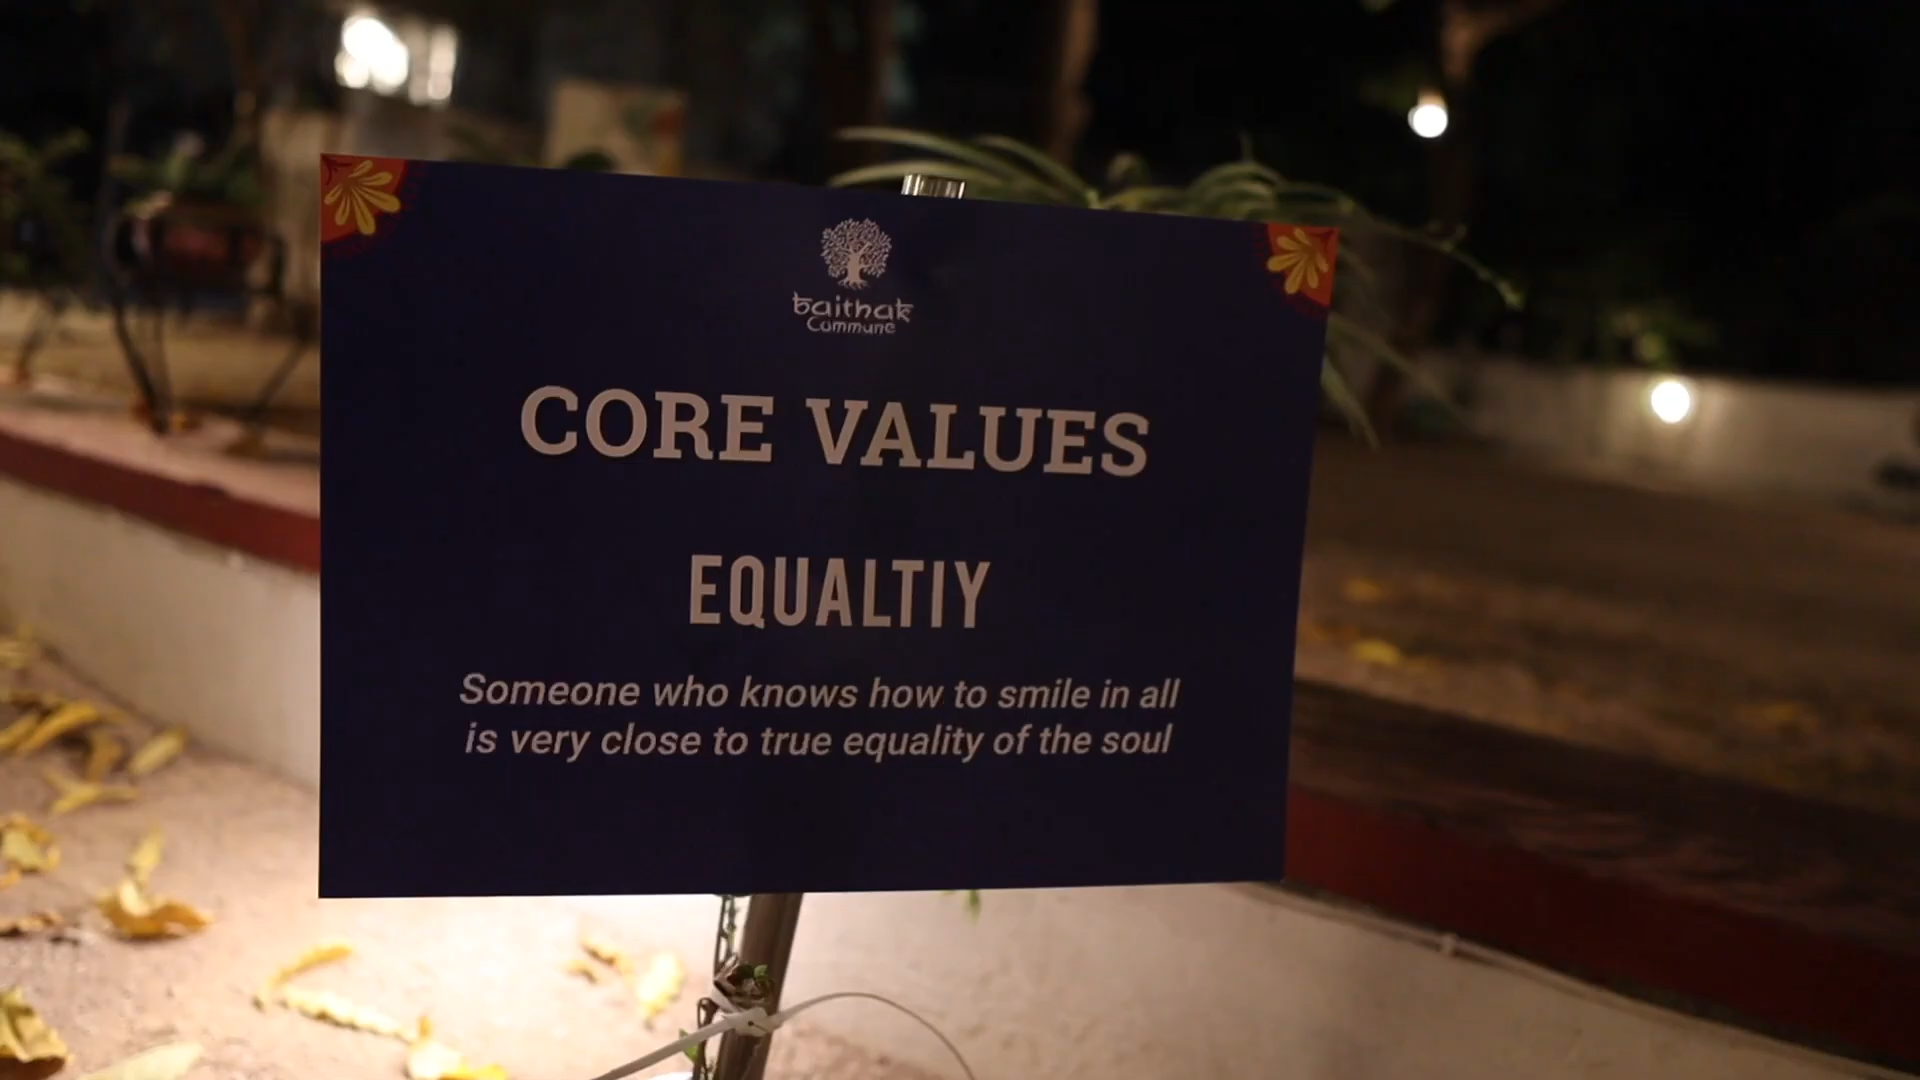 baithak
Commune
CORE VALUES
EQUALTIY
Someone who knows how to smile in all
is very close to true equality of the soul